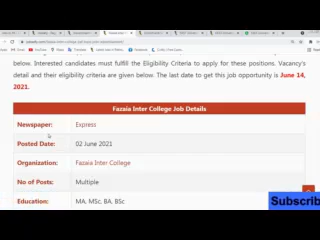 below. Interested candidates must fulfill the Eligibility Criteria to apply for these positions. Vacancy's
detail and their eligibility criteria are given below. The last date to get this job opportunity is June 14,
2021.
Fazaia Inter College Job Details
Newspaper: Express
Posted Date: 02 June 2021
Organization: Fazaia Inter College
No of Posts: Multiple
Education: MA, MSc, BA, BSc
Subscrib